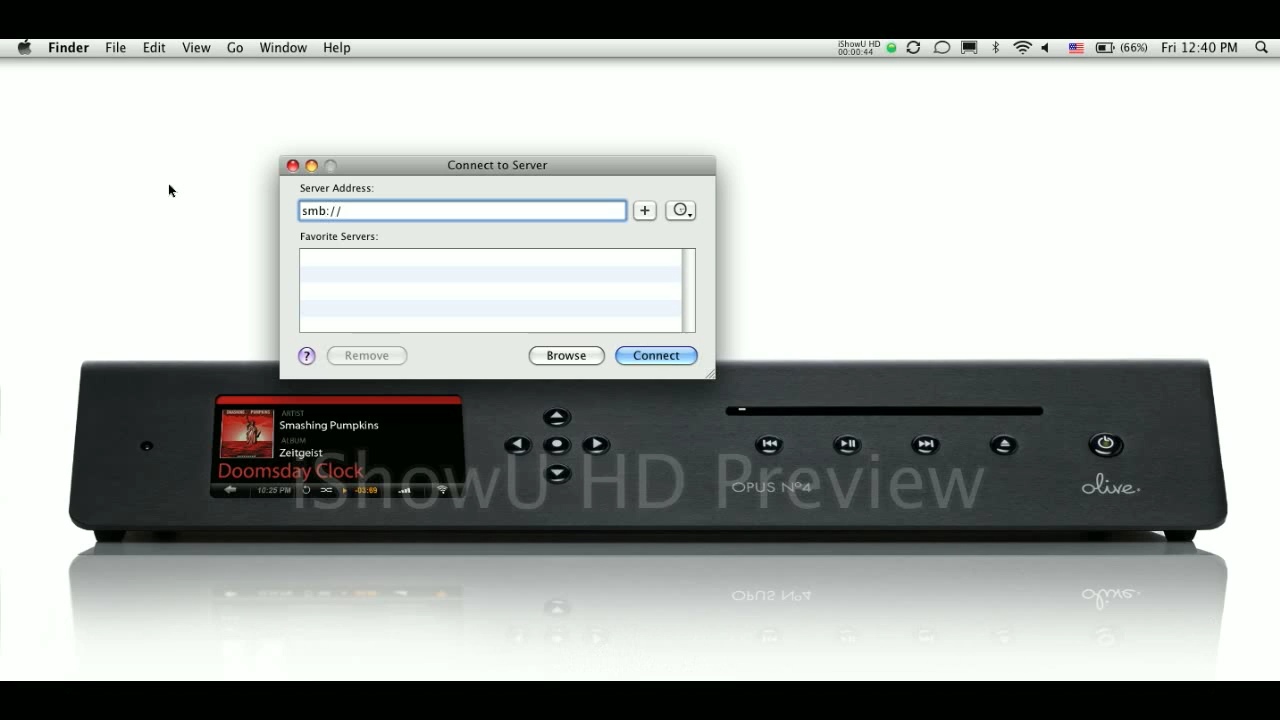 Finder File Edit View Go Window Help
iShowU HD
00:00:44
(66%) Fri 12:40 PM
Connect to Server
Server Address:
smb://
+
Favorite Servers:
? Remove Browse Connect
ARTIST
Smashing Pumpkins
ALBUM
Zeitgeist
Doomsday Clock
10:25 PM -03:69
iShowU HD Preview
OPUS Nº4
olive.